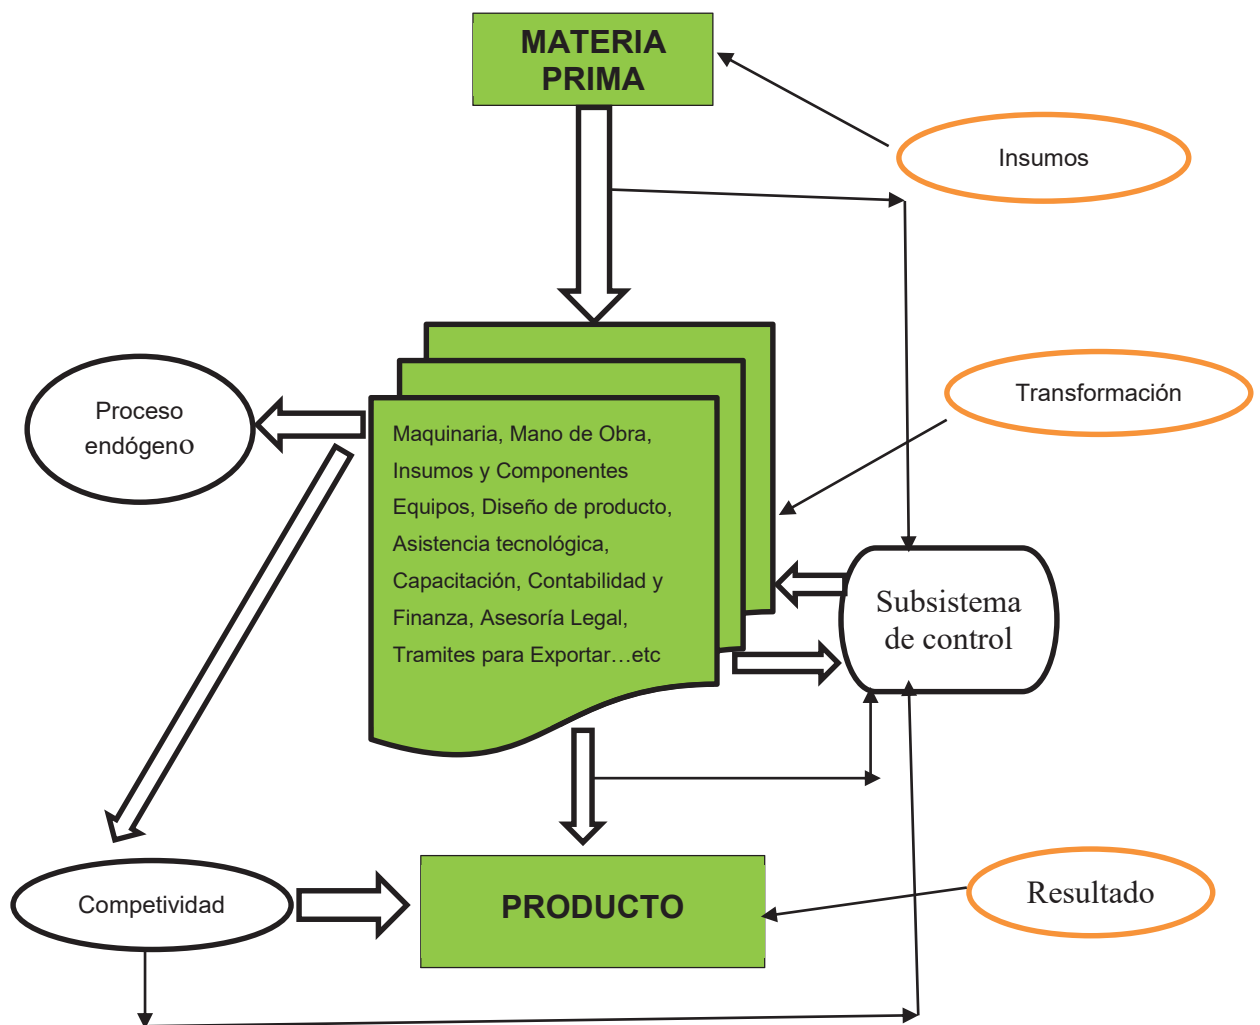 MATERIA
PRIMA
Insumos
Transformación
Proceso
endógeno
Maquinaria, Mano de Obra,
Insumos y Componentes
Equipos, Diseño de producto,
Asistencia tecnológica,
Capacitación, Contabilidad y
Finanza, Asesoría Legal,
Tramites para Exportar…etc
Subsistema
de control
Competividad
PRODUCTO
Resultado